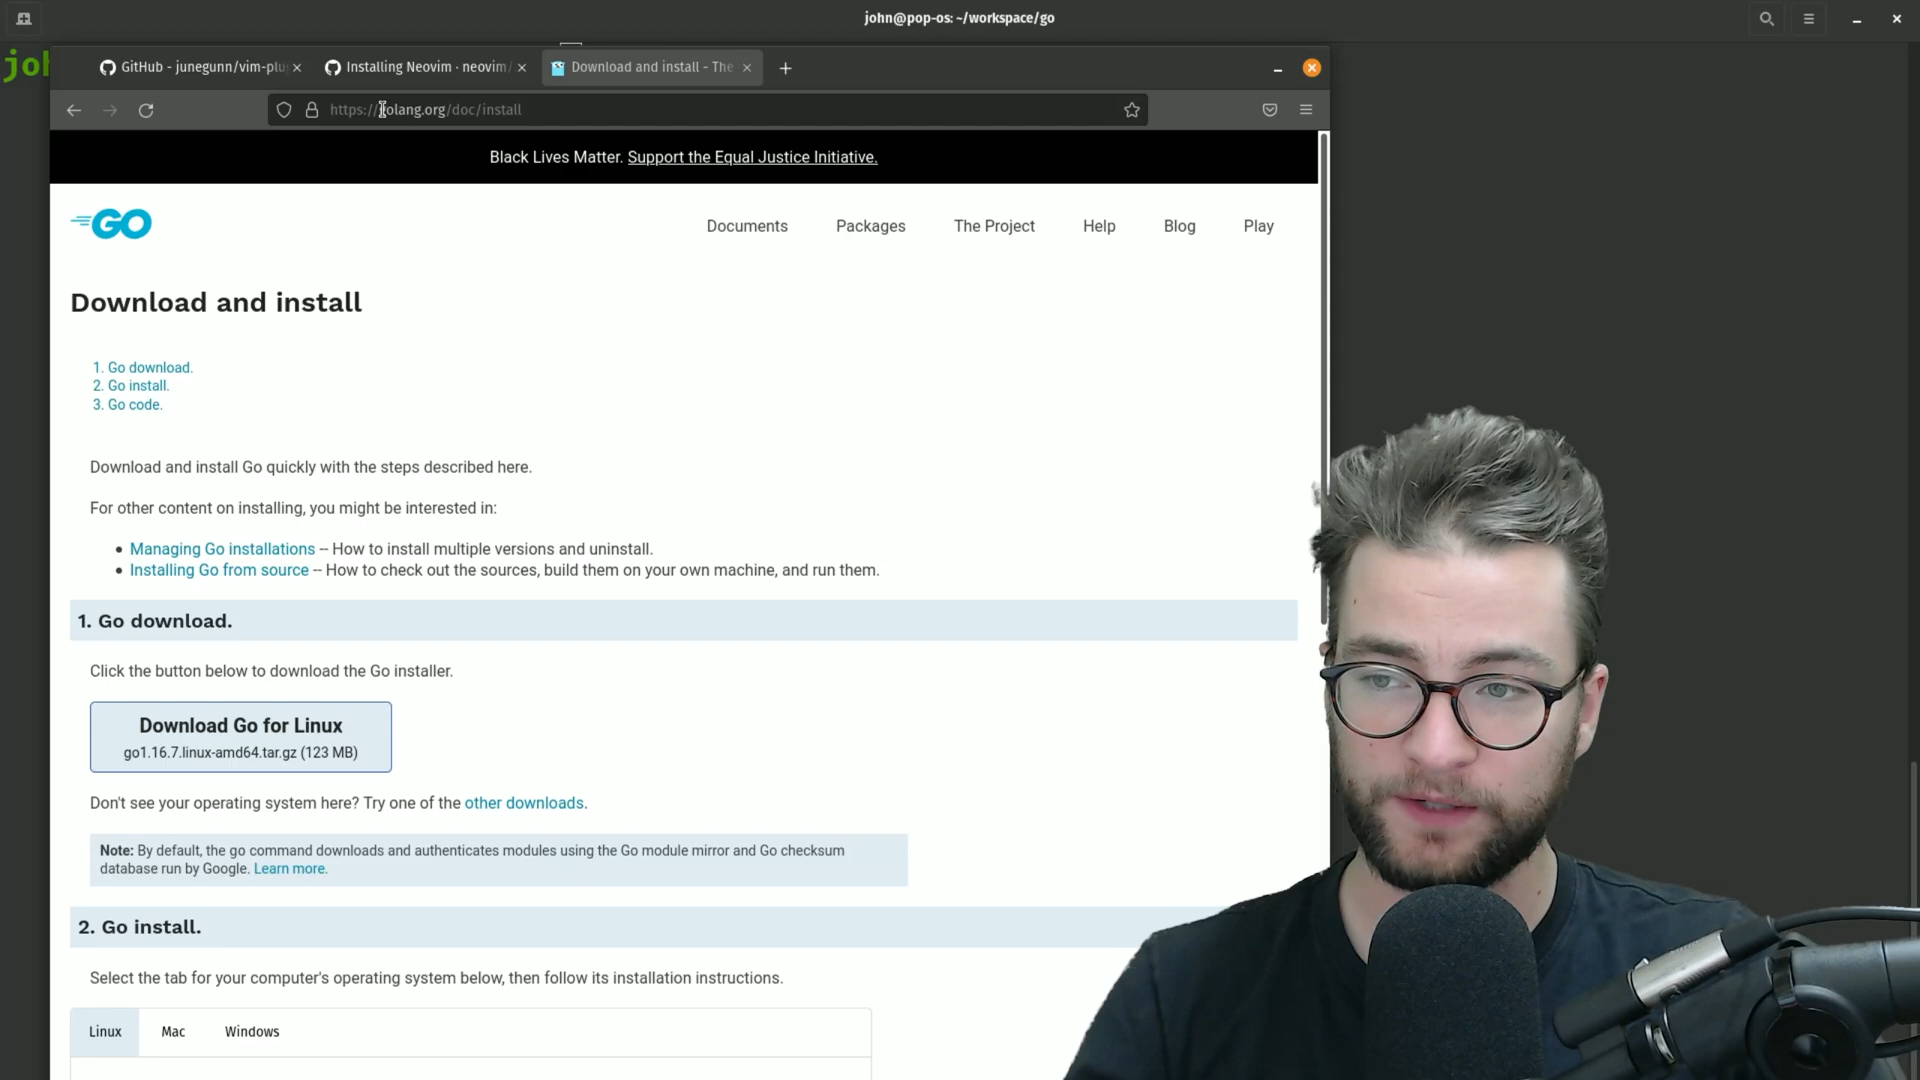 john@pop-os: ~/workspace/go
joh
GitHub - junegunn/vim-plu
Installing Neovim · neovim/
Download and install - The
https://golang.org/doc/install
Black Lives Matter. Support the Equal Justice Initiative.
GO
Documents
Packages
The Project
Help
Blog
Play
Download and install
1. Go download.
2. Go install.
3. Go code.
Download and install Go quickly with the steps described here.
For other content on installing, you might be interested in:
• Managing Go installations -- How to install multiple versions and uninstall.
• Installing Go from source -- How to check out the sources, build them on your own machine, and run them.
1. Go download.
Click the button below to download the Go installer.
Download Go for Linux
go1.16.7.linux-amd64.tar.gz (123 MB)
Don't see your operating system here? Try one of the other downloads.
Note: By default, the go command downloads and authenticates modules using the Go module mirror and Go checksum
database run by Google. Learn more.
2. Go install.
Select the tab for your computer's operating system below, then follow its installation instructions.
Linux
Mac
Windows